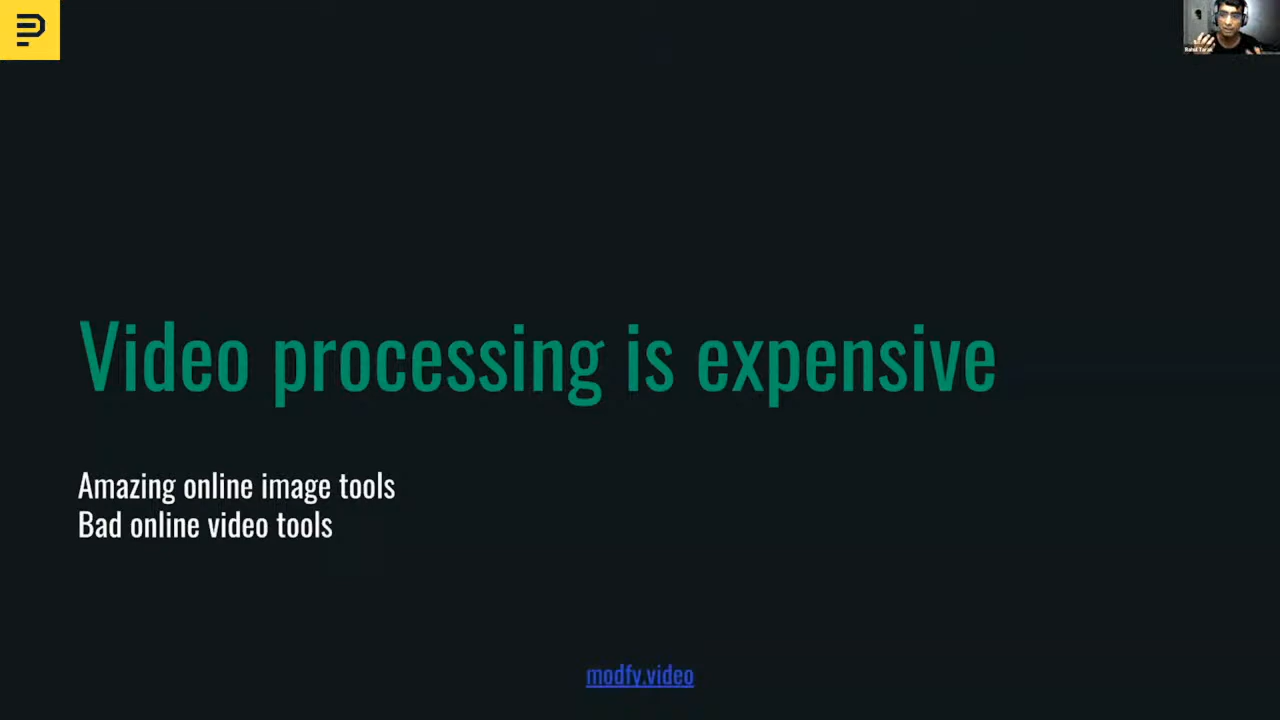 Video processing is expensive
Amazing online image tools
Bad online video tools
modfy.video